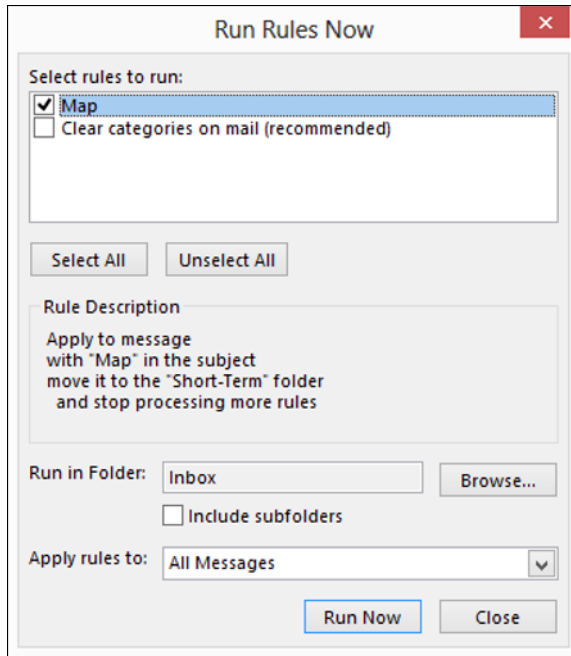 Run Rules Now
Select rules to run:
Map
Clear categories on mail (recommended)
Select All Unselect All
Rule Description
Apply to message
with "Map" in the subject
move it to the "Short-Term" folder
and stop processing more rules
Run in Folder: Inbox Browse...
Include subfolders
Apply rules to: All Messages
Run Now Close